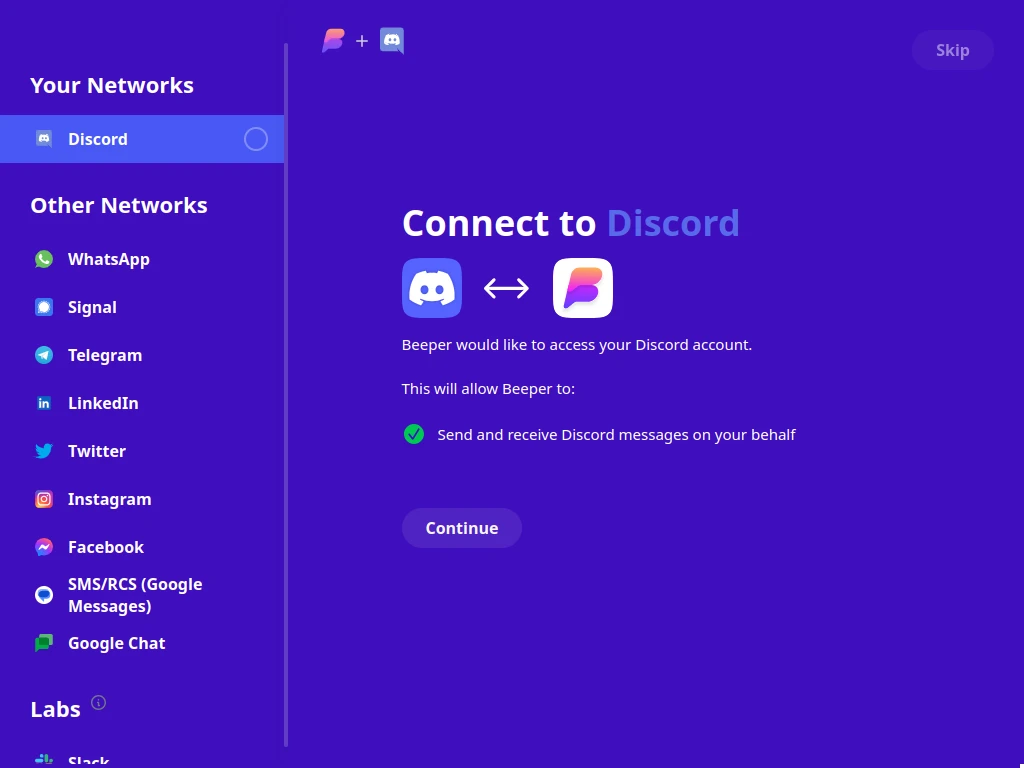 Your Networks
Discord
Other Networks
WhatsApp
Signal
Telegram
LinkedIn
Twitter
Instagram
Facebook
SMS/RCS (Google
Messages)
Google Chat
Labs
Slack
Skip
Connect to Discord
Beeper would like to access your Discord account.
This will allow Beeper to:
Send and receive Discord messages on your behalf
Continue